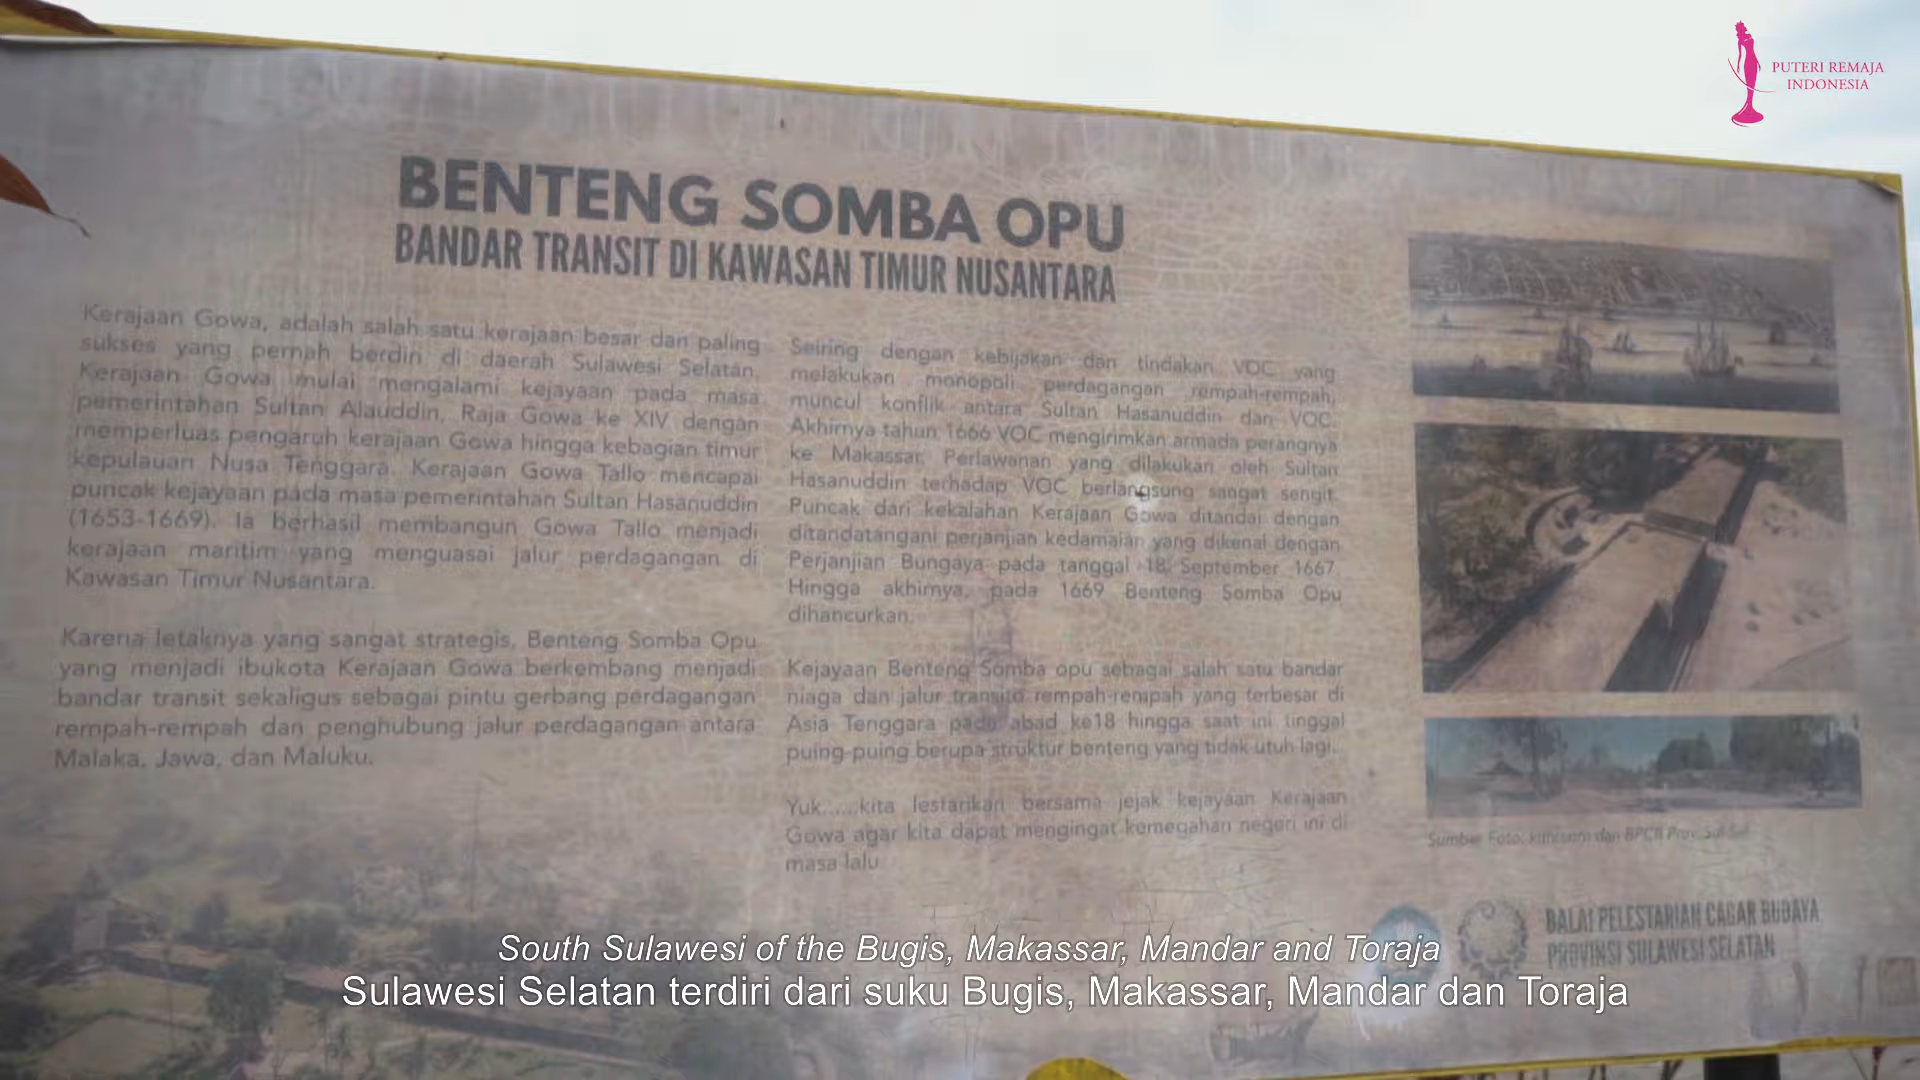 PUTERI REMAJA
INDONESIA
BENTENG SOMBA OPU
BANDAR TRANSIT DI KAWASAN TIMUR NUSANTARA
Kerajaan Gowa, adalah salah satu kerajaan besar dan paling
sukses yang pernah berdiri di daerah Sulawesi Selatan.
Kerajaan Gowa mulai mengalami kejayaan pada masa
pemerintahan Sultan Alauddin, Raja Gowa ke XIV dengan
memperluas pengaruh kerajaan Gowa hingga kebagian timur
kepulauan Nusa Tenggara. Kerajaan Gowa Tallo mencapai
puncak kejayaan pada masa pemerintahan Sultan Hasanuddin
(1653-1669). Ia berhasil membangun Gowa Tallo menjadi
kerajaan maritim yang menguasai jalur perdagangan di
Kawasan Timur Nusantara.
Karena letaknya yang sangat strategis, Benteng Somba Opu
yang menjadi ibukota Kerajaan Gowa berkembang menjadi
bandar transit sekaligus sebagai pintu gerbang perdagangan
rempah-rempah dan penghubung jalur perdagangan antara
Malaka, Jawa, dan Maluku.
Seiring dengan kebijakan dan tindakan VOC yang
melakukan monopoli perdagangan rempah-rempah,
muncul konflik antara Sultan Hasanuddin dan VOC.
Akhirnya tahun 1666 VOC mengirimkan armada perangnya
ke Makassar. Perlawanan yang dilakukan oleh Sultan
Hasanuddin terhadap VOC berlangsung sangat sengit.
Puncak dari kekalahan Kerajaan Gowa ditandai dengan
ditandatangani perjanjian kedamaian yang dikenal dengan
Perjanjian Bungaya pada tanggal 18 September 1667.
Hingga akhirnya, pada 1669 Benteng Somba Opu
dihancurkan.
Kejayaan Benteng Somba opu sebagai salah satu bandar
niaga dan jalur transito rempah-rempah yang terbesar di
Asia Tenggara pada abad ke18 hingga saat ini tinggal
puing-puing berupa struktur benteng yang tidak utuh lagi.
Yuk......kita lestarikan bersama jejak kejayaan Kerajaan
Gowa agar kita dapat mengingat kemegahan negeri ini di
masa lalu
Sumber Foto: dan BPCB Prov. Sul-Sel
BALAI PELESTARIAN CAGAR BUDAYA
PROVINSI SULAWESI SELATAN
South Sulawesi of the Bugis, Makassar, Mandar and Toraja
Sulawesi Selatan terdiri dari suku Bugis, Makassar, Mandar dan Toraja